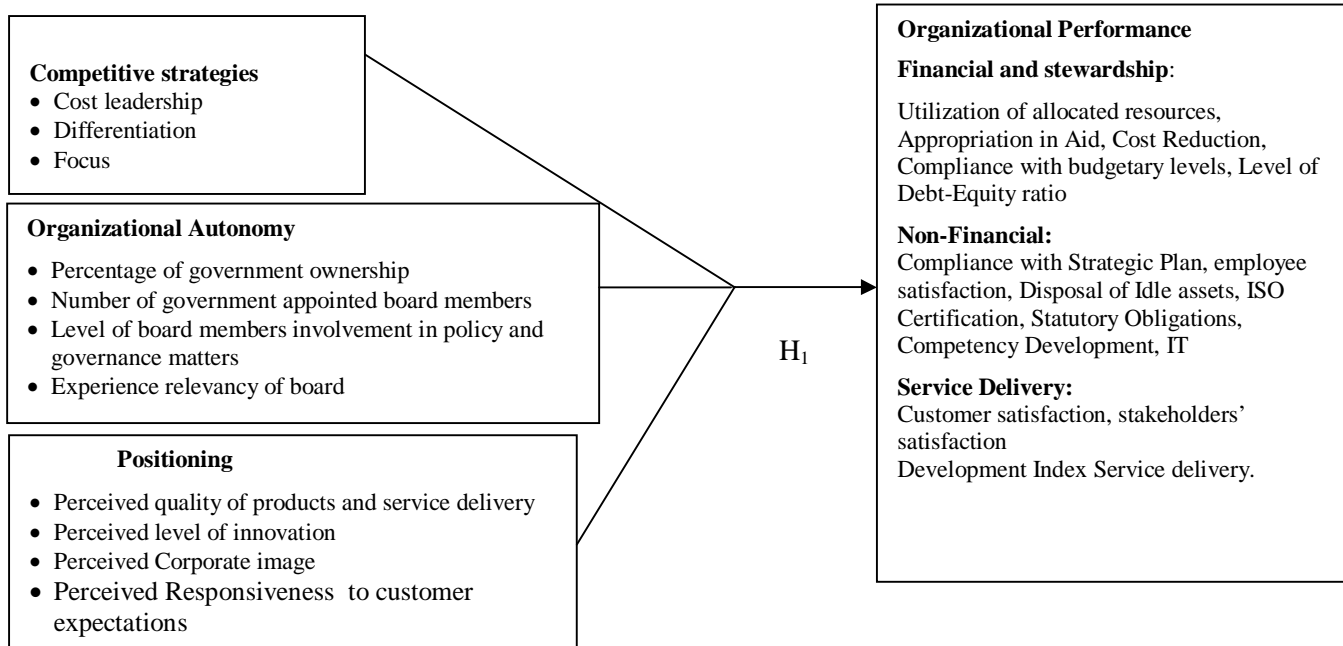 Competitive strategies
• Cost leadership
• Differentiation
• Focus
Organizational Autonomy
• Percentage of government ownership
• Number of government appointed board members
• Level of board members involvement in policy and
governance matters
• Experience relevancy of board
Positioning
• Perceived quality of products and service delivery
• Perceived level of innovation
• Perceived Corporate image
• Perceived Responsiveness to customer
expectations
H₁
Organizational Performance
Financial and stewardship:
Utilization of allocated resources,
Appropriation in Aid, Cost Reduction,
Compliance with budgetary levels, Level of
Debt-Equity ratio
Non-Financial:
Compliance with Strategic Plan, employee
satisfaction, Disposal of Idle assets, ISO
Certification, Statutory Obligations,
Competency Development, IT
Service Delivery:
Customer satisfaction, stakeholders’
satisfaction
Development Index Service delivery.